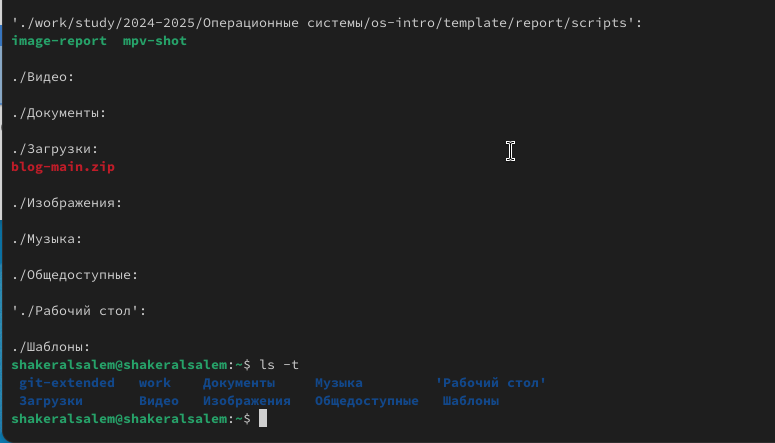 './work/study/2024-2025/Операционные системы/os-intro/template/report/scripts':
image-report  mpv-shot
./Видео:
./Документы:
./Загрузки:
blog-main.zip
./Изображения:
./Музыка:
./Общедоступные:
'./Рабочий стол':
./Шаблоны:
shakeralsalem@shakeralsalem:~$ ls -t
git-extended   work    Документы     Музыка         'Рабочий стол'
Загрузки       Видео   Изображения   Общедоступные   Шаблоны
shakeralsalem@shakeralsalem:~$